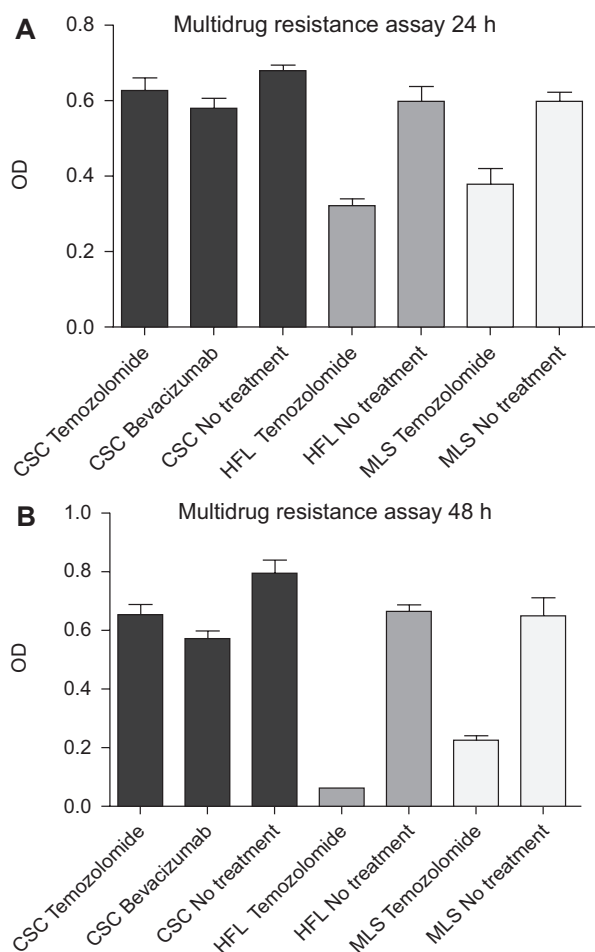 A
Multidrug resistance assay 24 h
0.8
0.6
0.4
0.2
0.0
OD
CSC Temozolomide
CSC Bevacizumab
CSC No treatment
HFL Temozolomide
HFL No treatment
MLS Temozolomide
MLS No treatment
B
Multidrug resistance assay 48 h
1.0
0.8
0.6
0.4
0.2
0.0
OD
CSC Temozolomide
CSC Bevacizumab
CSC No treatment
HFL Temozolomide
HFL No treatment
MLS Temozolomide
MLS No treatment